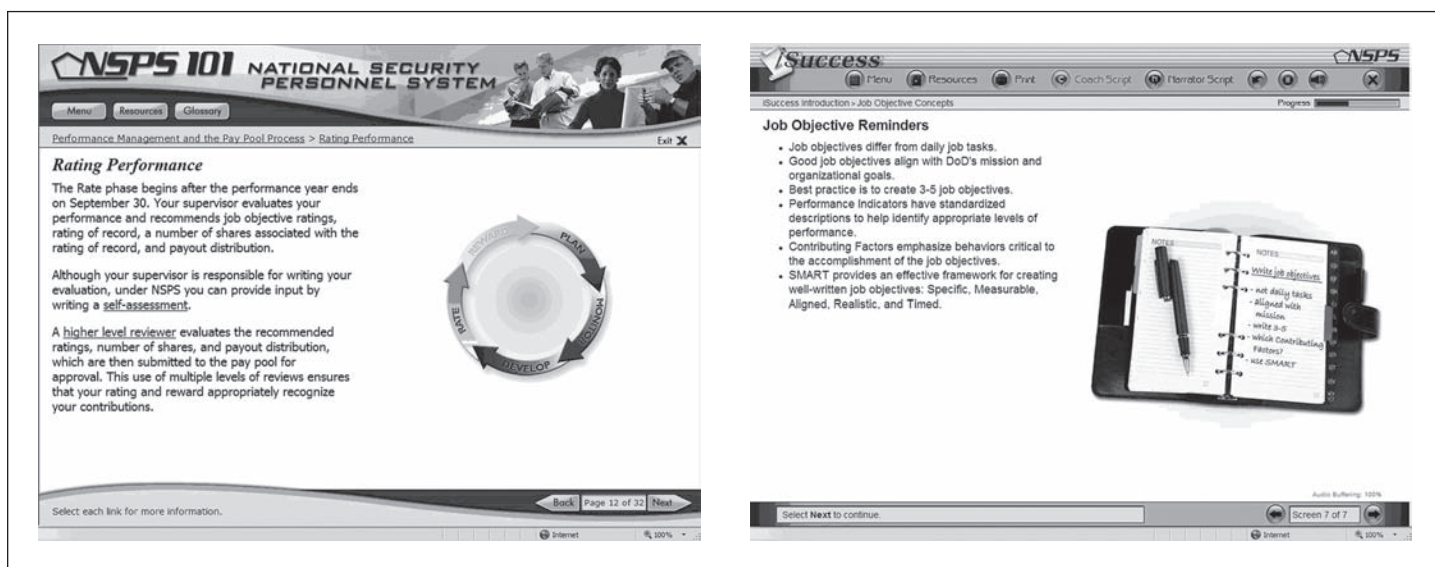 NSPS 101 NATIONAL SECURITY
PERSONNEL SYSTEM
Menu Resources Glossary
Performance Management and the Pay Pool Process > Rating Performance
Exit X
Rating Performance
The Rate phase begins after the performance year ends
on September 30. Your supervisor evaluates your
performance and recommends job objective ratings,
rating of record, a number of shares associated with the
rating of record, and payout distribution.
Although your supervisor is responsible for writing your
evaluation, under NSPS you can provide input by
writing a self-assessment.
A higher level reviewer evaluates the recommended
ratings, number of shares, and payout distribution,
which are then submitted to the pay pool for
approval. This use of multiple levels of reviews ensures
that your rating and reward appropriately recognize
your contributions.
REWARD
PLAN
MONITOR
DEVELOP
RATE
Select each link for more information.
Back Page 12 of 32 Next
Internet 100%
iSuccess
NSPS
Menu Resources Print Coach Script Narrator Script
iSuccess Introduction > Job Objective Concepts
Progress
Job Objective Reminders
• Job objectives differ from daily job tasks.
• Good job objectives align with DoD's mission and
organizational goals.
• Best practice is to create 3-5 job objectives.
• Performance Indicators have standardized
descriptions to help identify appropriate levels of
performance.
• Contributing Factors emphasize behaviors critical to
the accomplishment of the job objectives.
• SMART provides an effective framework for creating
well-written job objectives: Specific, Measurable,
Aligned, Realistic, and Timed.
NOTES
NOTES
Write job objectives
- not daily tasks
- aligned with
mission
- write 3-5
- which Contributing
Factors?
- use SMART
Audio Buffering: 100%
Select Next to continue.
Screen 7 of 7
Internet 100%